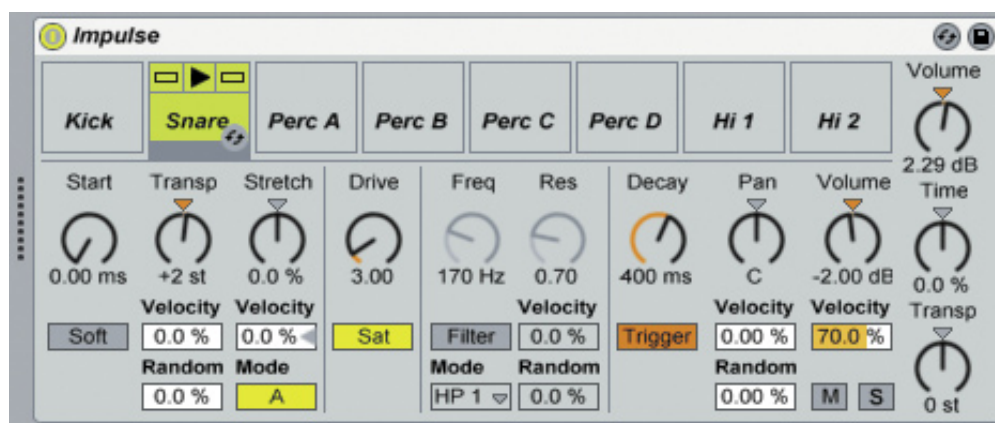 Impulse
Kick Snare Perc A Perc B Perc C Perc D Hi 1 Hi 2
Volume
2.29 dB
Start Transp Stretch Drive Freq Res Decay Pan Volume
0.00 ms +2 st 0.0 % 3.00 170 Hz 0.70 400 ms C -2.00 dB
Time
0.0 %
Velocity Velocity Velocity Velocity Velocity
Soft 0.0 % 0.0 % Sat Filter 0.0 % Trigger 0.00 % 70.0 %
Random Mode Mode Random Random
0.0 % A HP 1 0.0 % 0.00 % M S
Transp
0 st